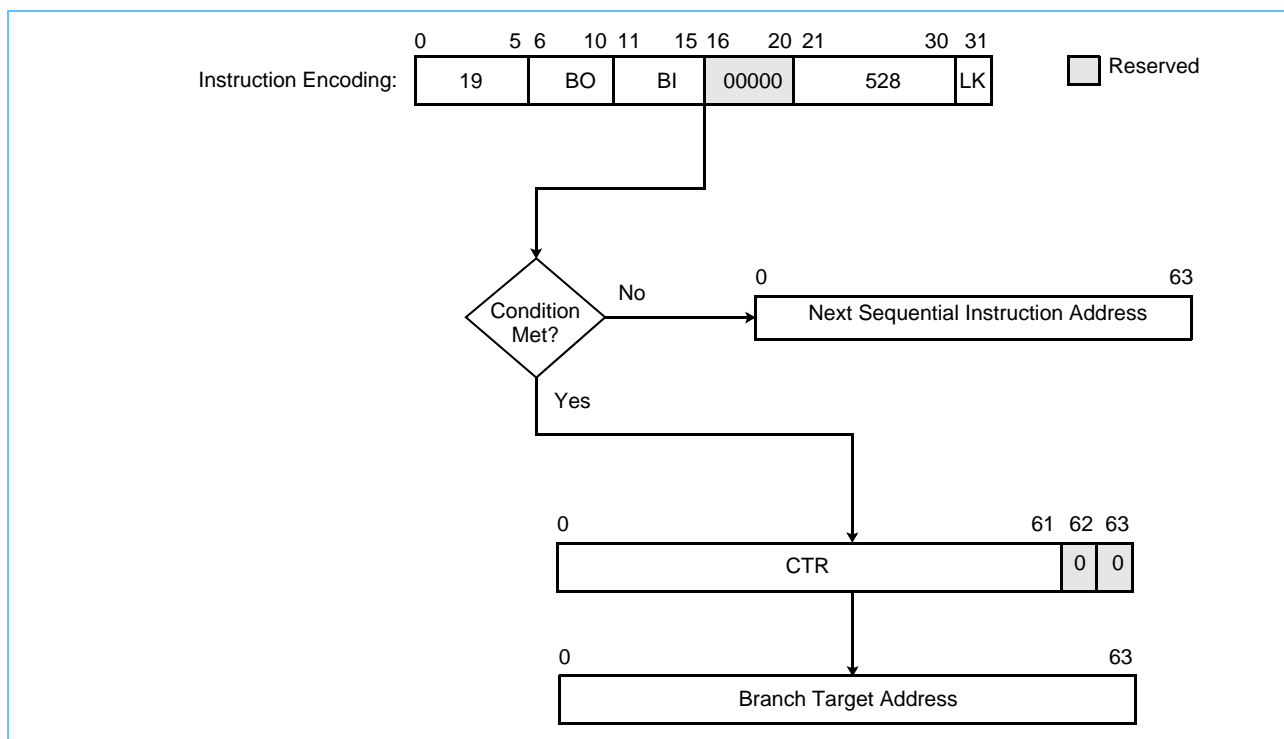 0 5 6 10 11 15 16 20 21 30 31
Instruction Encoding: 19 BO BI 00000 528 LK Reserved
0 63
No
Condition
Met?
Next Sequential Instruction Address
Yes
0 61 62 63
CTR 0 0
0 63
Branch Target Address